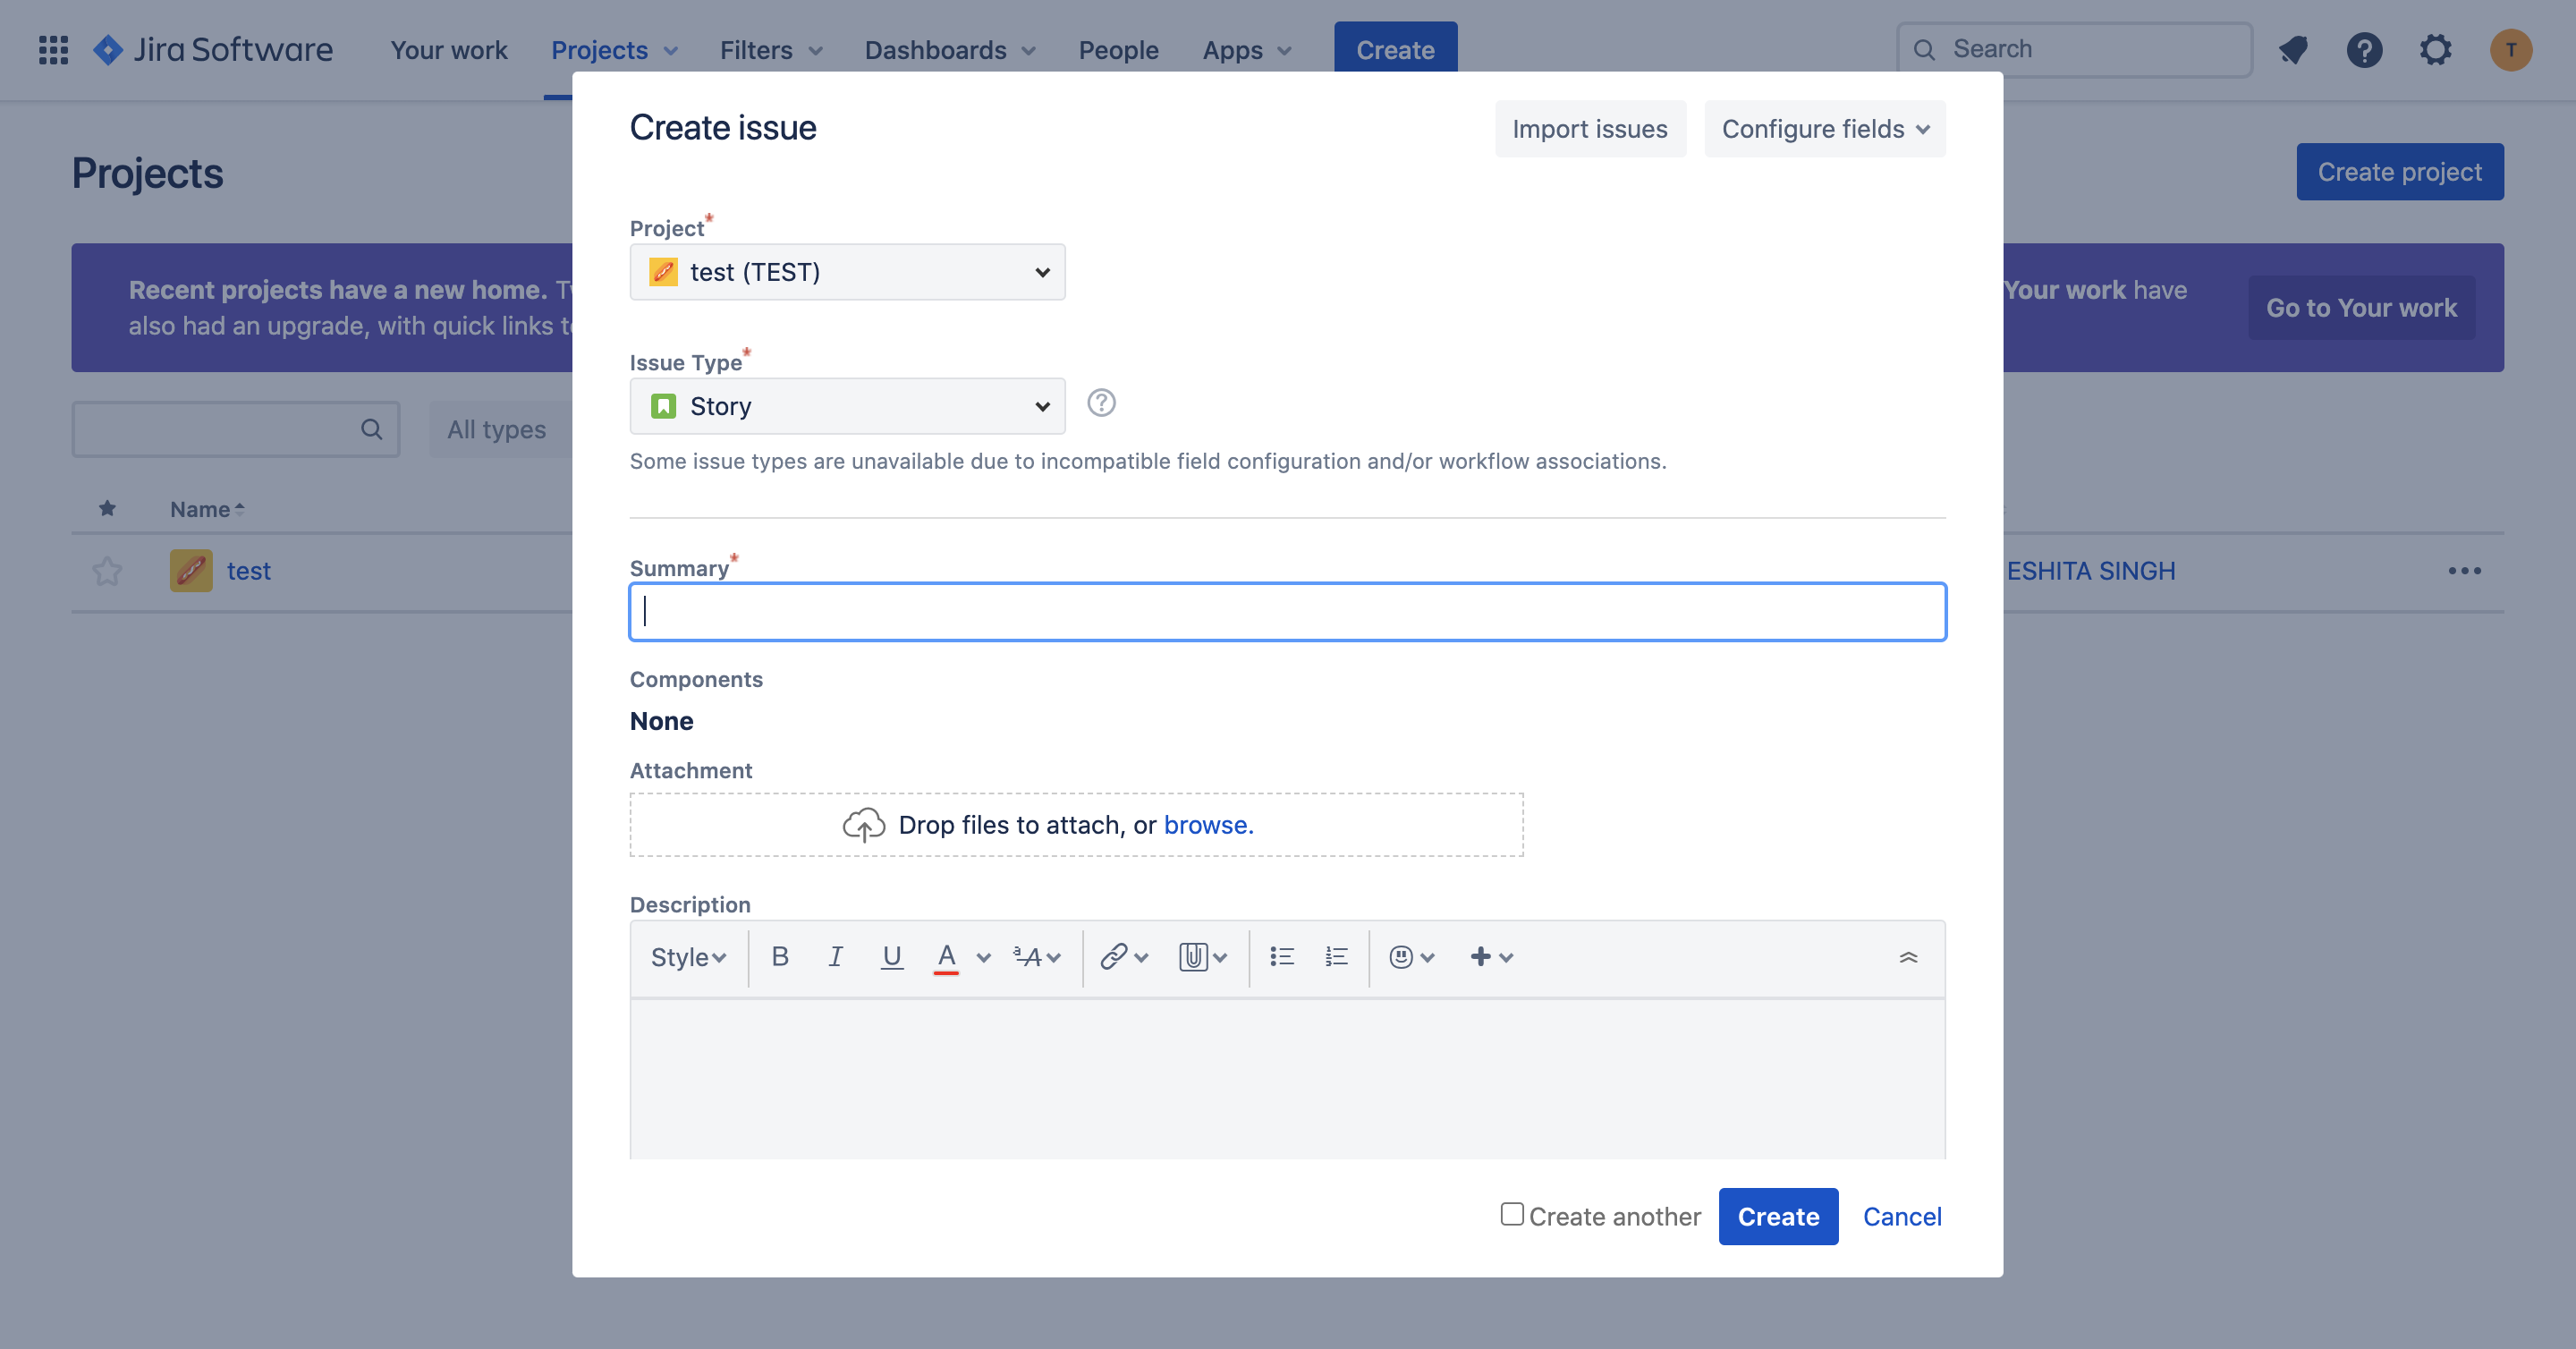 Jira Software Your work Projects Filters Dashboards People Apps Create Search T
Projects
Create project
Recent projects have a new home. Tw
also had an upgrade, with quick links to
Your work have
Go to Your work
All types
Name
test
ESHITA SINGH
Create issue
Import issues Configure fields
Project*
test (TEST)
Issue Type*
Story
Some issue types are unavailable due to incompatible field configuration and/or workflow associations.
Summary*
Components
None
Attachment
Drop files to attach, or browse.
Description
Style B I U A ᵃA
Create another Create Cancel